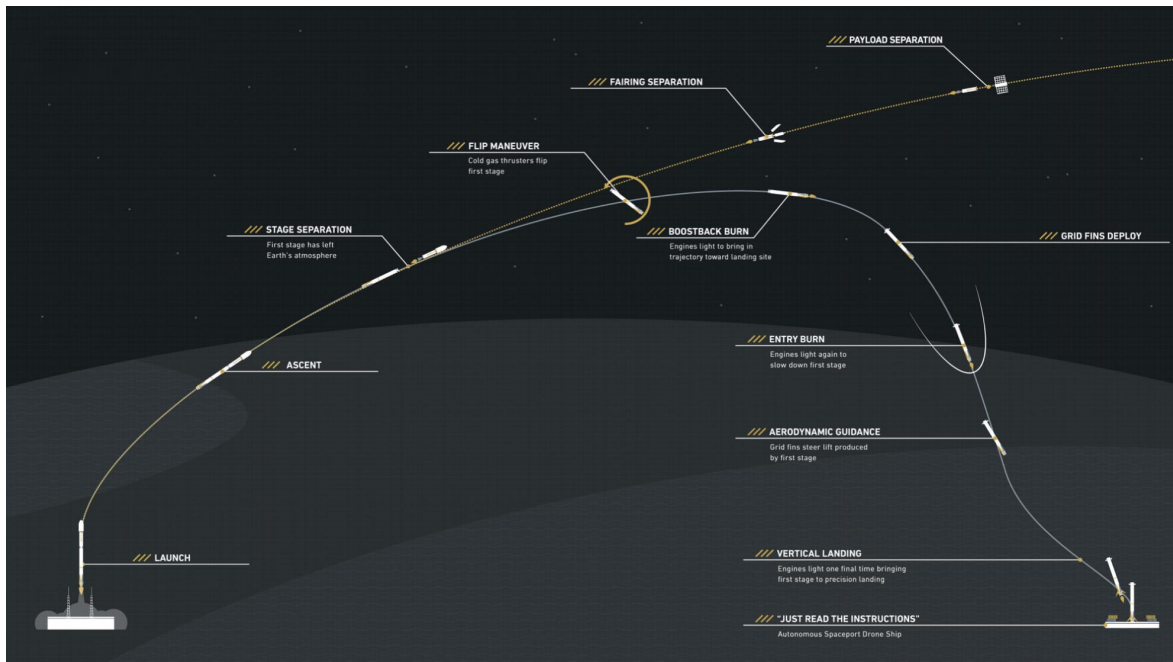 PAYLOAD SEPARATION
FAIRING SEPARATION
FLIP MANEUVER
Cold gas thrusters flip
first stage
STAGE SEPARATION
First stage has left
Earth's atmosphere
BOOSTBACK BURN
Engines light to bring in
trajectory toward landing site
GRID FINS DEPLOY
ENTRY BURN
Engines light again to
slow down first stage
ASCENT
AERODYNAMIC GUIDANCE
Grid fins steer lift produced
by first stage
LAUNCH
VERTICAL LANDING
Engines light one final time bringing
first stage to precision landing
"JUST READ THE INSTRUCTIONS"
Autonomous Spaceport Drone Ship